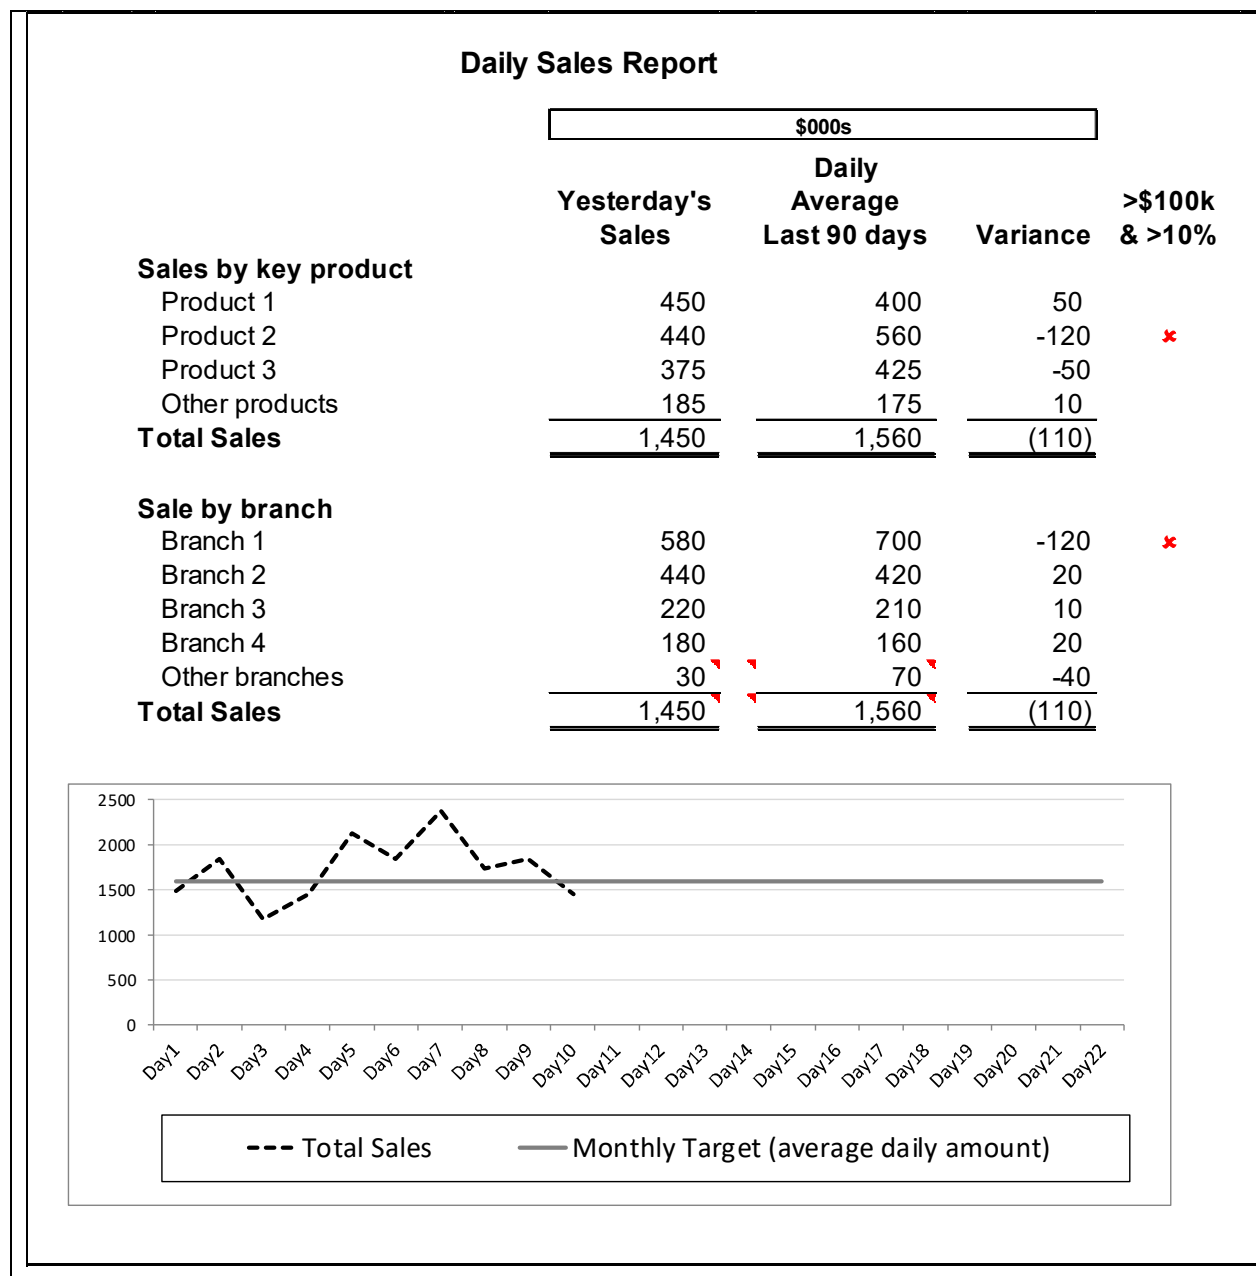 Daily Sales Report
$000s
Yesterday's Sales Daily Average Last 90 days Variance >$100k & >10%
Sales by key product
Product 1 450 400 50
Product 2 440 560 -120
Product 3 375 425 -50
Other products 185 175 10
Total Sales 1,450 1,560 (110)
Sale by branch
Branch 1 580 700 -120
Branch 2 440 420 20
Branch 3 220 210 10
Branch 4 180 160 20
Other branches 30 70 -40
Total Sales 1,450 1,560 (110)
2500
2000
1500
1000
500
0
Day1 Day2 Day3 Day4 Day5 Day6 Day7 Day8 Day9 Day10 Day11 Day12 Day13 Day14 Day15 Day16 Day17 Day18 Day19 Day20 Day21 Day22
Total Sales Monthly Target (average daily amount)